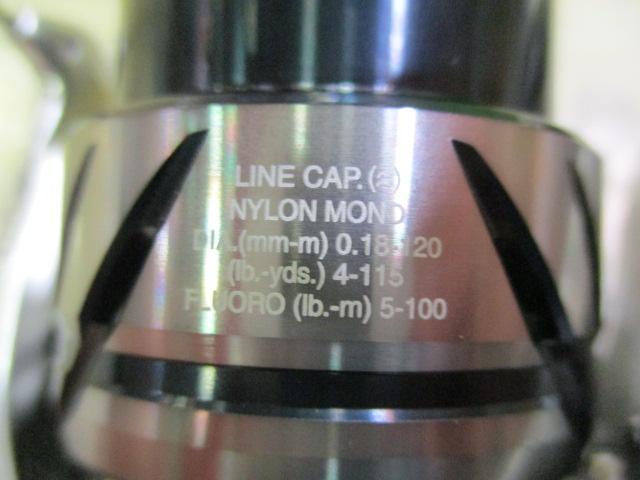 LINE CAP. (≈)
NYLON MONO
DIA.(mm-m) 0.18-120
(lb.-yds.) 4-115
FLUORO (lb.-m) 5-100